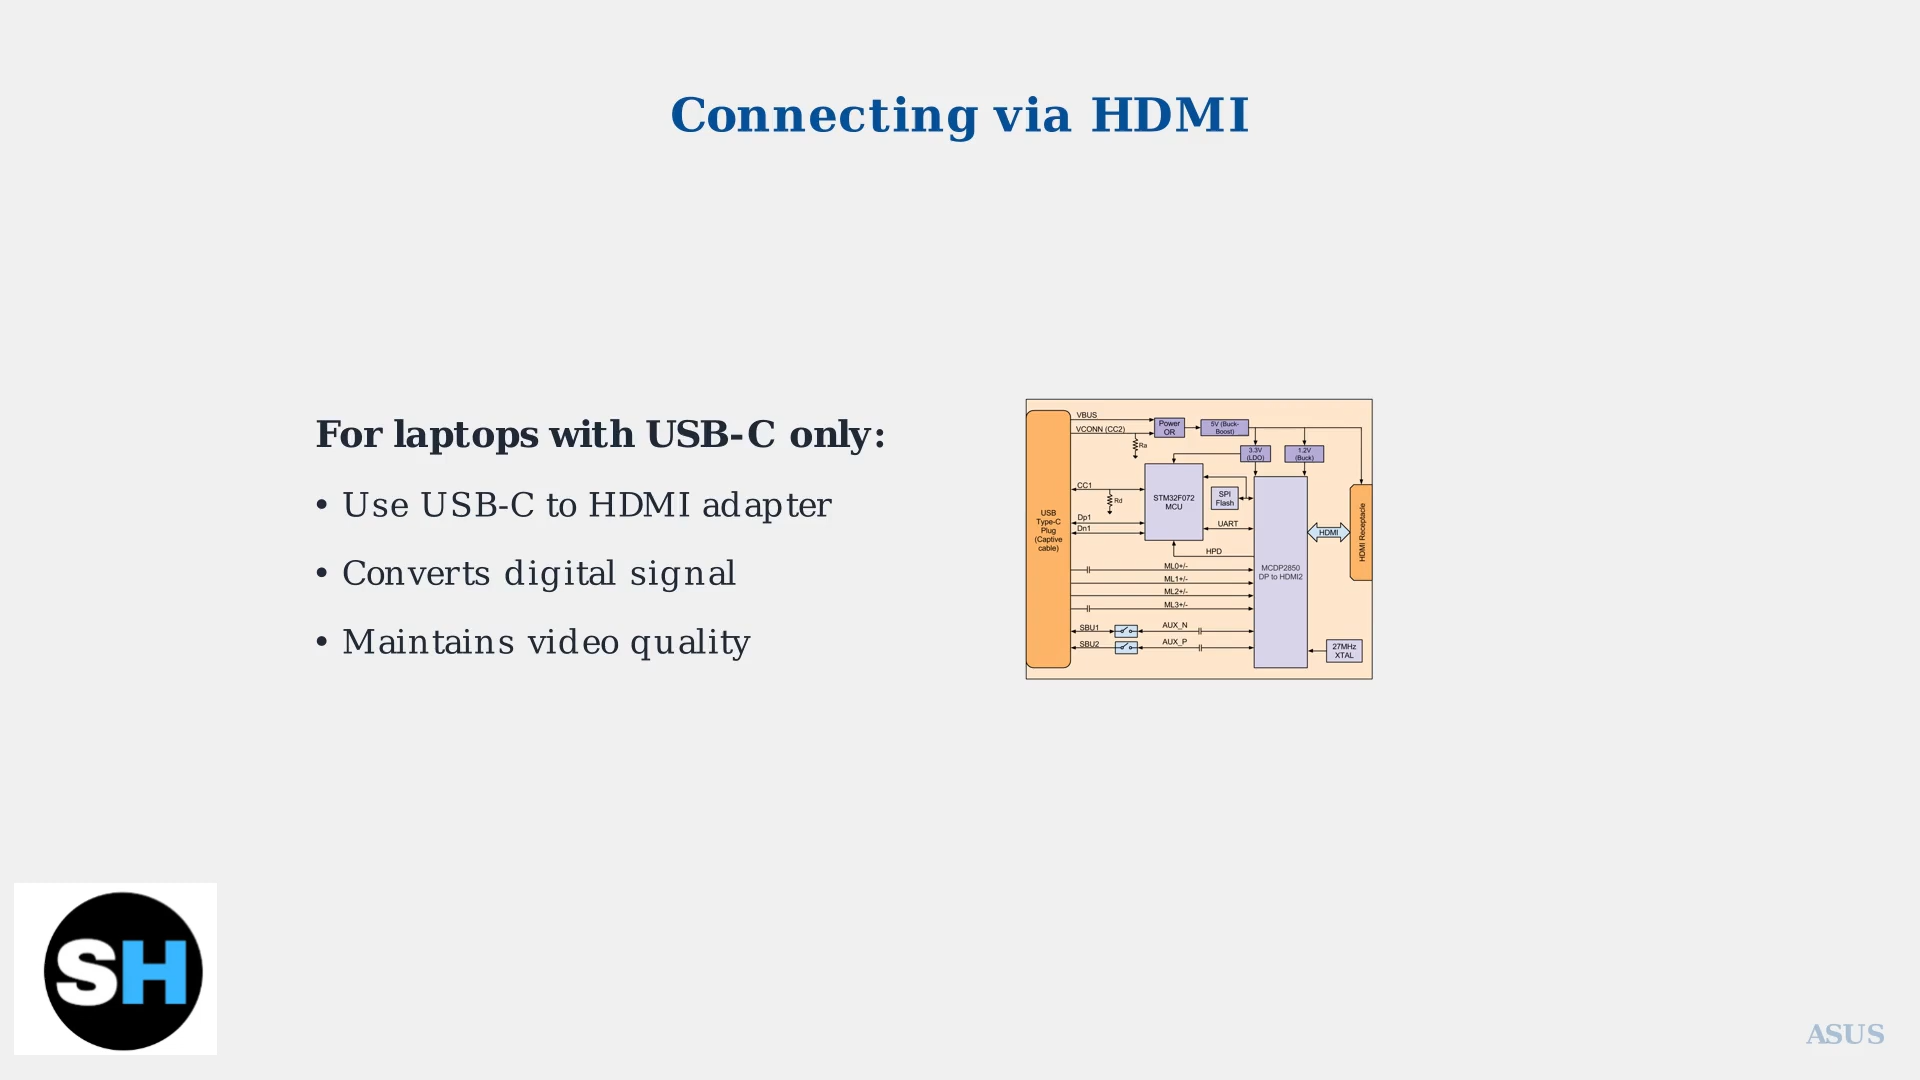 Connecting via HDMI
For laptops with USB-C only:
• Use USB-C to HDMI adapter
• Converts digital signal
• Maintains video quality
VBUS
VCONN (CC2)
Power
OR
5V (Buck-
Boost)
Ra
3.3V
(LDO)
1.2V
(Buck)
CC1
Rd
STM32F072
MCU
SPI
Flash
USB
Type-C
Plug
(Captive
cable)
Dp1
Dn1
UART
HPD
HDMI
HDMI Receptacle
MCDP2850
DP to HDMI2
ML0+/-
ML1+/-
ML2+/-
ML3+/-
SBU1
AUX_N
SBU2
AUX_P
27MHz
XTAL
SH
ASUS